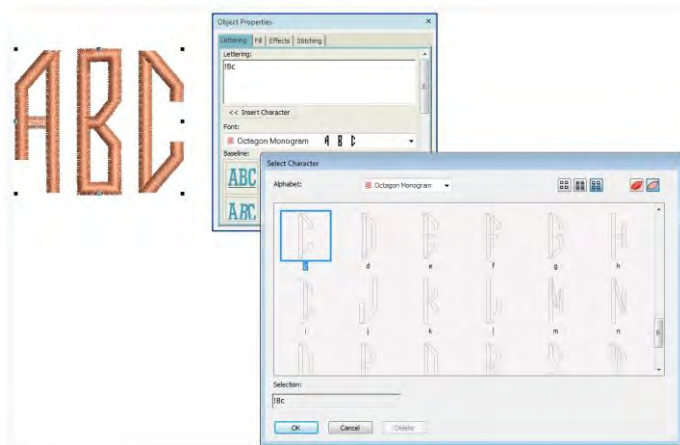 ABC
Object Properties
Lettering Fill Effects Stitching
Lettering:
!Bc
<< Insert Character
Font:
Octagon Monogram A B C
Baseline:
ABC
ABC
Select Character
Alphabet: Octagon Monogram
c d e f g h
i j k l m n
Selection:
!Bc
OK Cancel Delete